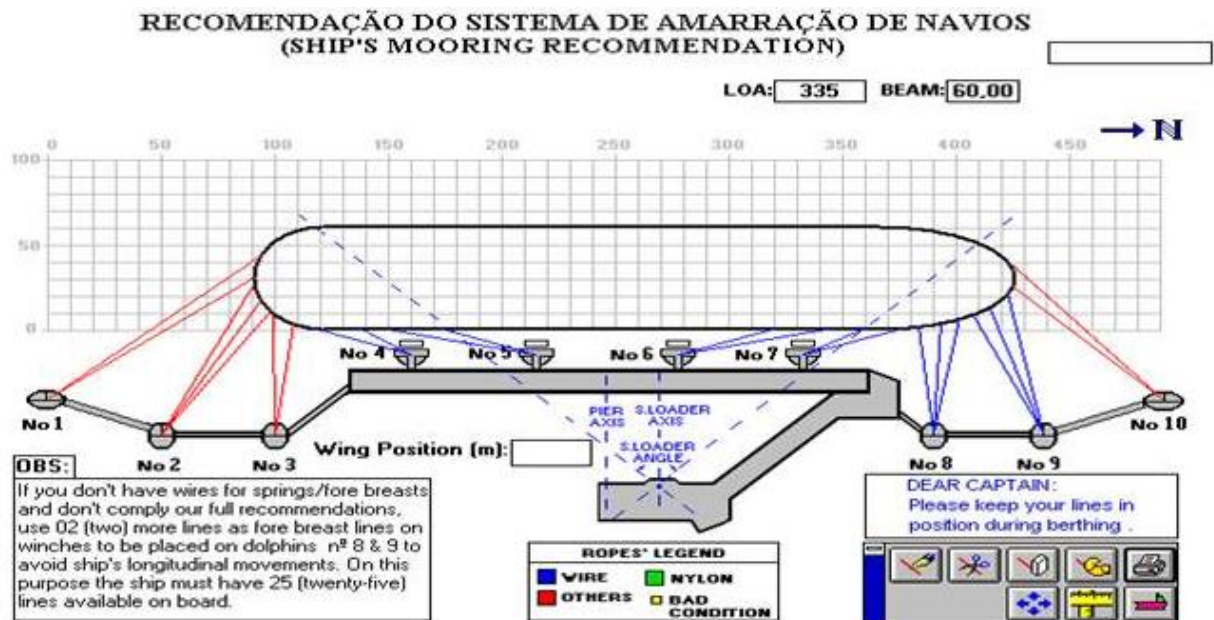 RECOMENDAÇÃO DO SISTEMA DE AMARRAÇÃO DE NAVIOS
(SHIP'S MOORING RECOMMENDATION)
LOA: 335 BEAM: 60,00
N
0 50 100 150 200 250 300 350 400 450
100
50
0
No 4 No 5 No 6 No 7
No 1
No 2 No 3
PIER AXIS
S.LOADER AXIS
S.LOADER ANGLE
Wing Position (m):
No 8 No 9
No 10
OBS:
If you don't have wires for springs/fore breasts
and don't comply our full recommendations,
use 02 (two) more lines as fore breast lines on
winches to be placed on dolphins nº 8 & 9 to
avoid ship's longitudinal movements. On this
purpose the ship must have 25 (twenty-five)
lines available on board.
ROPES' LEGEND
WIRE NYLON
OTHERS BAD CONDITION
DEAR CAPTAIN:
Please keep your lines in
position during berthing .